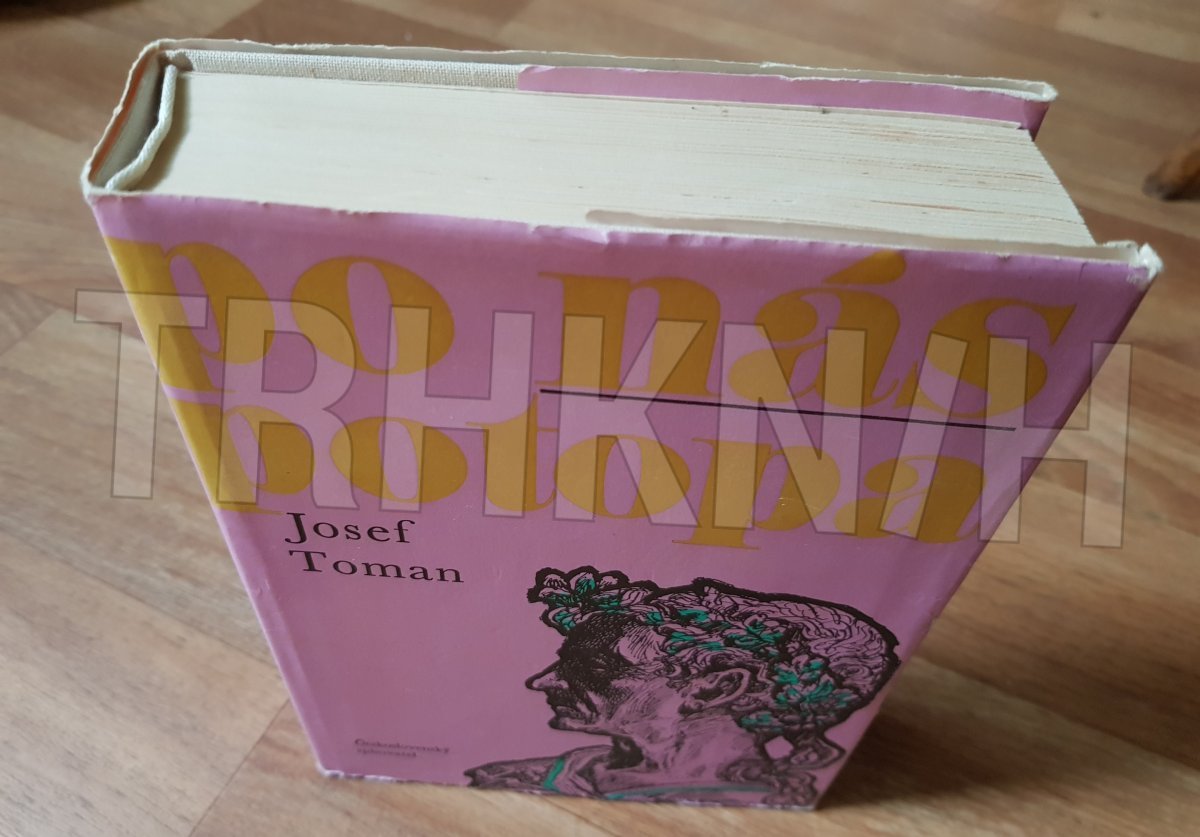 po nás
potopa
TRHKNIH
Josef
Toman
Československý
spisovatel